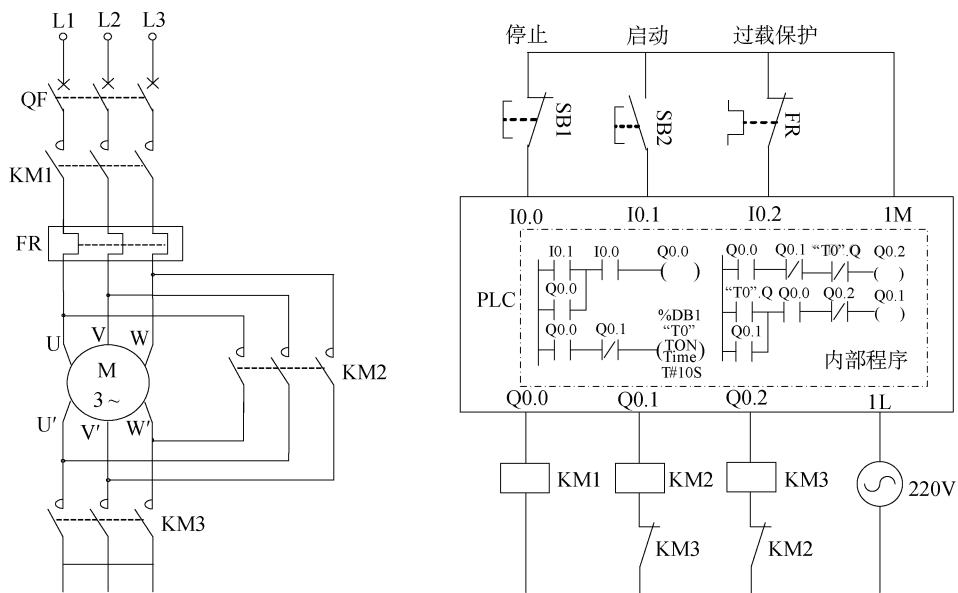 L1 L2 L3
QF
KM1
FR
U V W
M
3～
U′ V′ W′
KM2
KM3
停止 启动 过载保护
SB1 SB2 FR
I0.0 I0.1 I0.2 1M
PLC
I0.1 I0.0 Q0.0
Q0.0
Q0.0 Q0.1 %DB1
“T0”
TON
Time
T#10S
Q0.0 Q0.1 “T0”.Q Q0.2
“T0”.Q Q0.0 Q0.2 Q0.1
Q0.1
内部程序
Q0.0 Q0.1 Q0.2 1L
KM1 KM2 KM3 220V
KM3 KM2